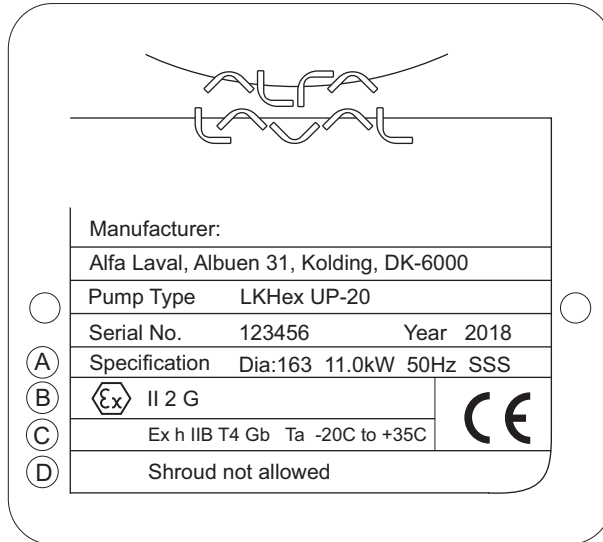 ALFA
LAVAL
Manufacturer:
Alfa Laval, Albuen 31, Kolding, DK-6000
Pump Type LKHex UP-20
Serial No. 123456 Year 2018
A Specification Dia:163 11.0kW 50Hz SSS
B Ex II 2 G CE
C Ex h IIB T4 Gb Ta -20C to +35C
D Shroud not allowed